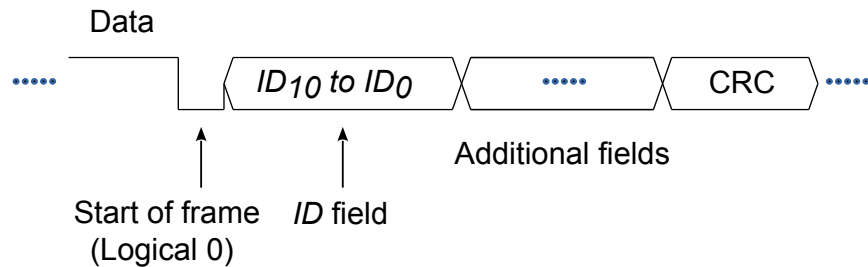 Data
ID10 to ID0
CRC
Additional fields
Start of frame
(Logical 0)
ID field